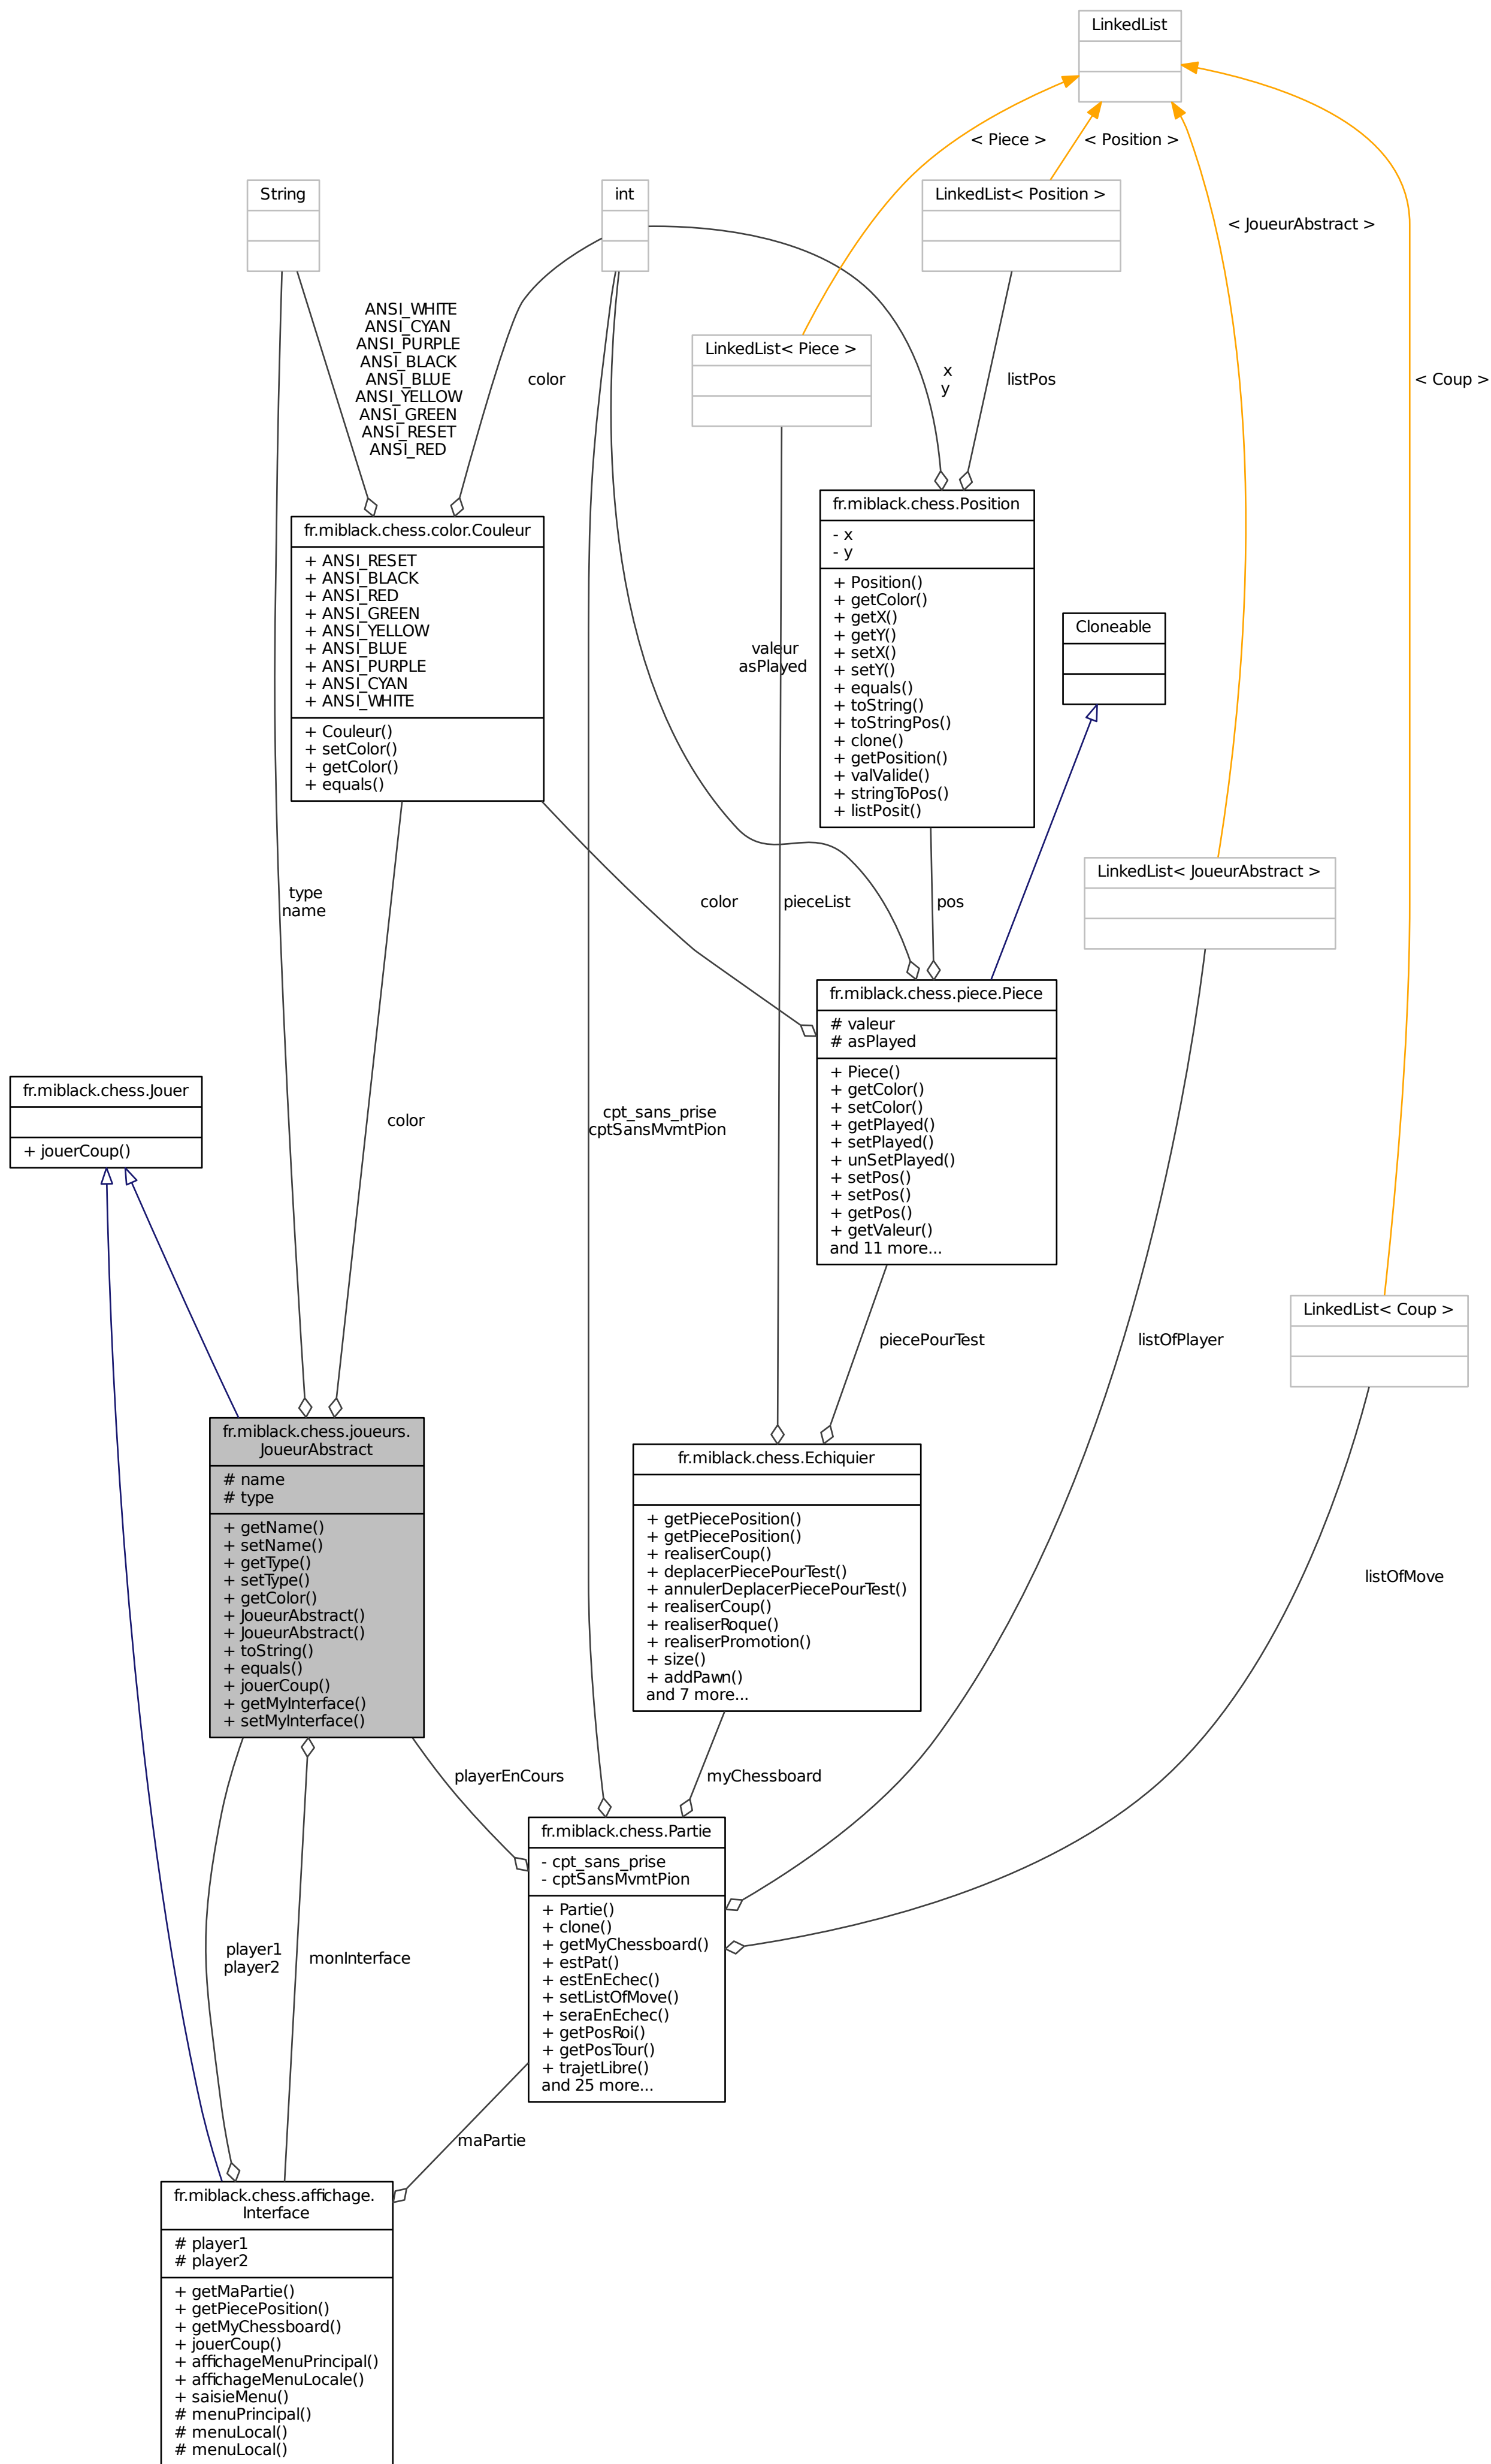 LinkedList
< Piece >
< Position >
String
int
LinkedList< Position >
< JoueurAbstract >
ANSI_WHITE
ANSI_CYAN
ANSI_PURPLE
ANSI_BLACK
ANSI_BLUE
ANSI_YELLOW
ANSI_GREEN
ANSI_RESET
ANSI_RED
color
LinkedList< Piece >
x
y
listPos
< Coup >
fr.miblack.chess.color.Couleur
+ ANSI_RESET
+ ANSI_BLACK
+ ANSI_RED
+ ANSI_GREEN
+ ANSI_YELLOW
+ ANSI_BLUE
+ ANSI_PURPLE
+ ANSI_CYAN
+ ANSI_WHITE
+ Couleur()
+ setColor()
+ getColor()
+ equals()
fr.miblack.chess.Position
- x
- y
+ Position()
+ getColor()
+ getX()
+ getY()
+ setX()
+ setY()
+ equals()
+ toString()
+ toStringPos()
+ clone()
+ getPosition()
+ valValide()
+ stringToPos()
+ listPosit()
valeur
asPlayed
Cloneable
type
name
color
pieceList
pos
LinkedList< JoueurAbstract >
fr.miblack.chess.piece.Piece
# valeur
# asPlayed
+ Piece()
+ getColor()
+ setColor()
+ getPlayed()
+ setPlayed()
+ unSetPlayed()
+ setPos()
+ setPos()
+ getPos()
+ getValeur()
and 11 more...
fr.miblack.chess.Jouer
+ jouerCoup()
color
cpt_sans_prise
cptSansMvmtPion
piecePourTest
listOfPlayer
LinkedList< Coup >
fr.miblack.chess.joueurs.
JoueurAbstract
# name
# type
+ getName()
+ setName()
+ getType()
+ setType()
+ getColor()
+ JoueurAbstract()
+ JoueurAbstract()
+ toString()
+ equals()
+ jouerCoup()
+ getMyInterface()
+ setMyInterface()
fr.miblack.chess.Echiquier
+ getPiecePosition()
+ getPiecePosition()
+ realiserCoup()
+ deplacerPiecePourTest()
+ annulerDeplacerPiecePourTest()
+ realiserCoup()
+ realiserRoque()
+ realiserPromotion()
+ size()
+ addPawn()
and 7 more...
listOfMove
playerEnCours
myChessboard
fr.miblack.chess.Partie
- cpt_sans_prise
- cptSansMvmtPion
+ Partie()
+ clone()
+ getMyChessboard()
+ estPat()
+ estEnEchec()
+ setListOfMove()
+ seraEnEchec()
+ getPosRoi()
+ getPosTour()
+ trajetLibre()
and 25 more...
player1
player2
monInterface
maPartie
fr.miblack.chess.affichage.
Interface
# player1
# player2
+ getMaPartie()
+ getPiecePosition()
+ getMyChessboard()
+ jouerCoup()
+ affichageMenuPrincipal()
+ affichageMenuLocale()
+ saisieMenu()
# menuPrincipal()
# menuLocal()
# menuLocal()